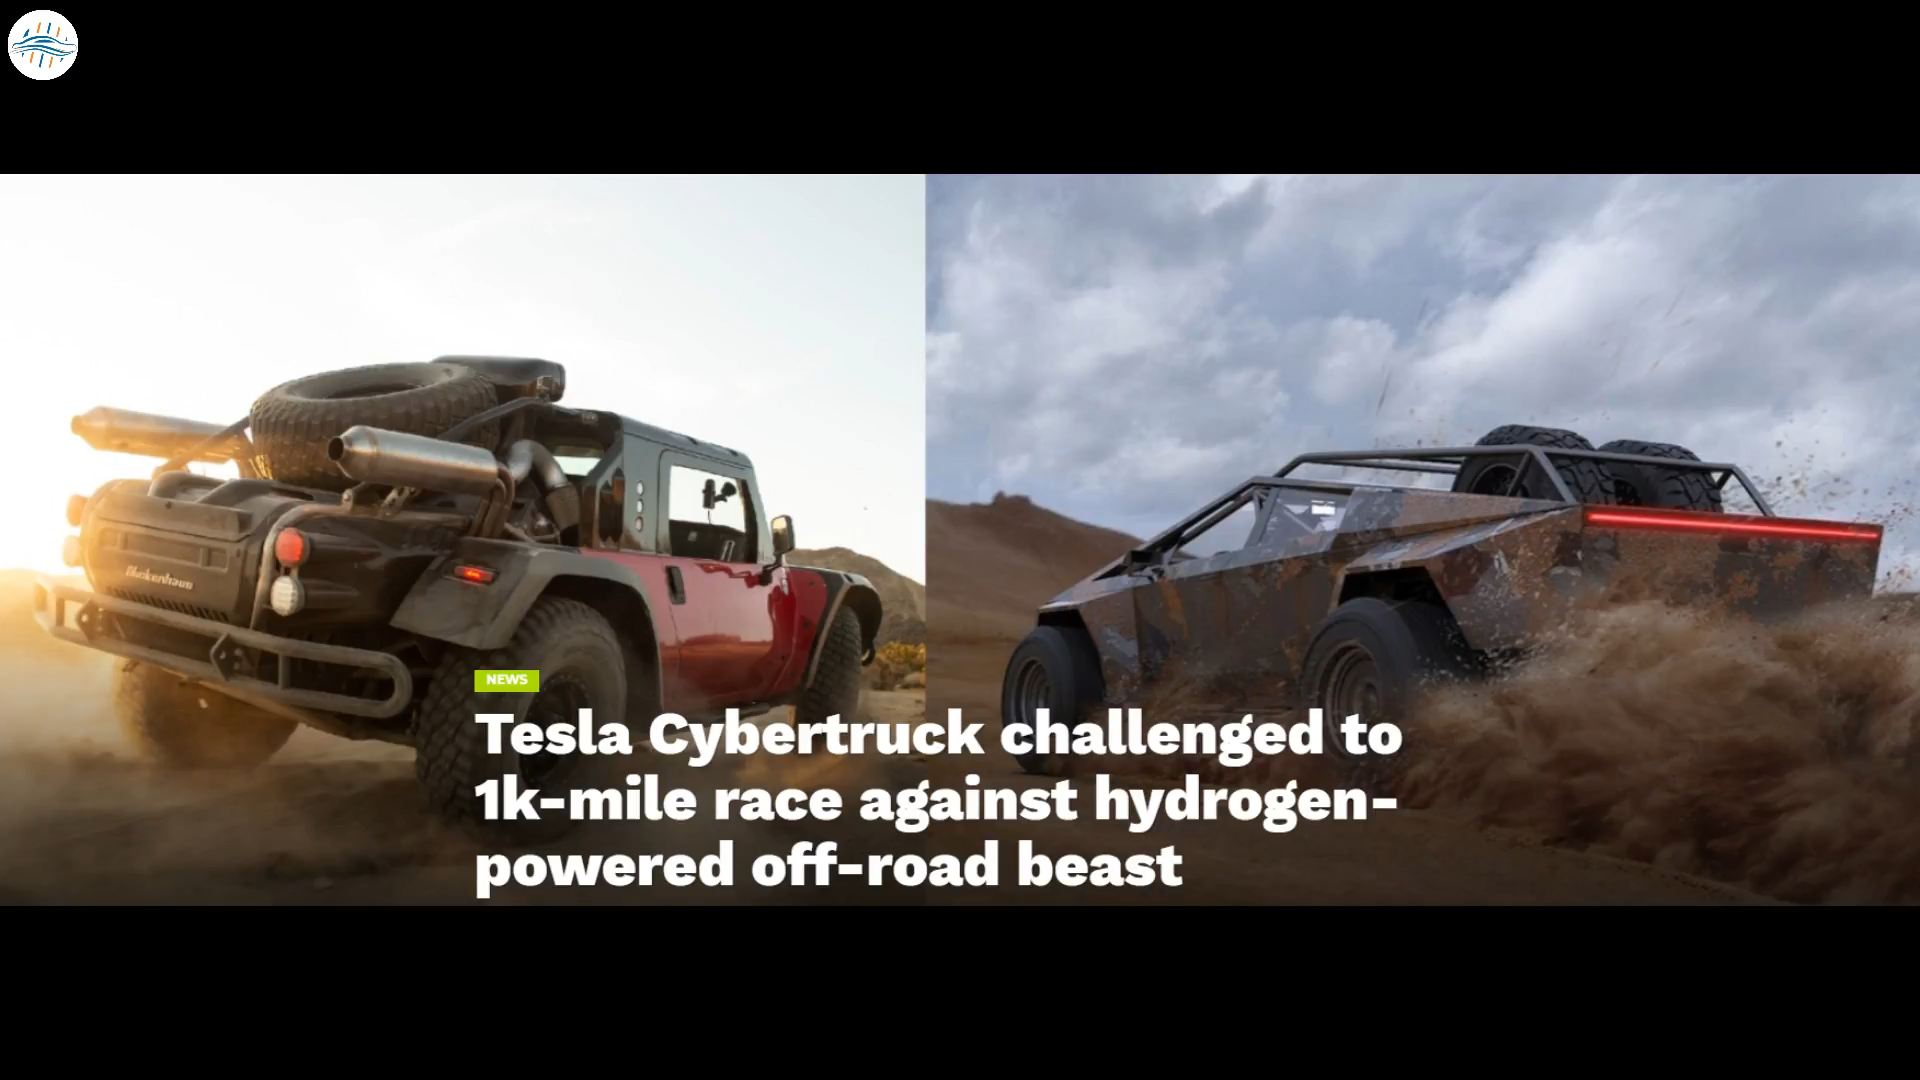 NEWS
Tesla Cybertruck challenged to
1k-mile race against hydrogen-
powered off-road beast